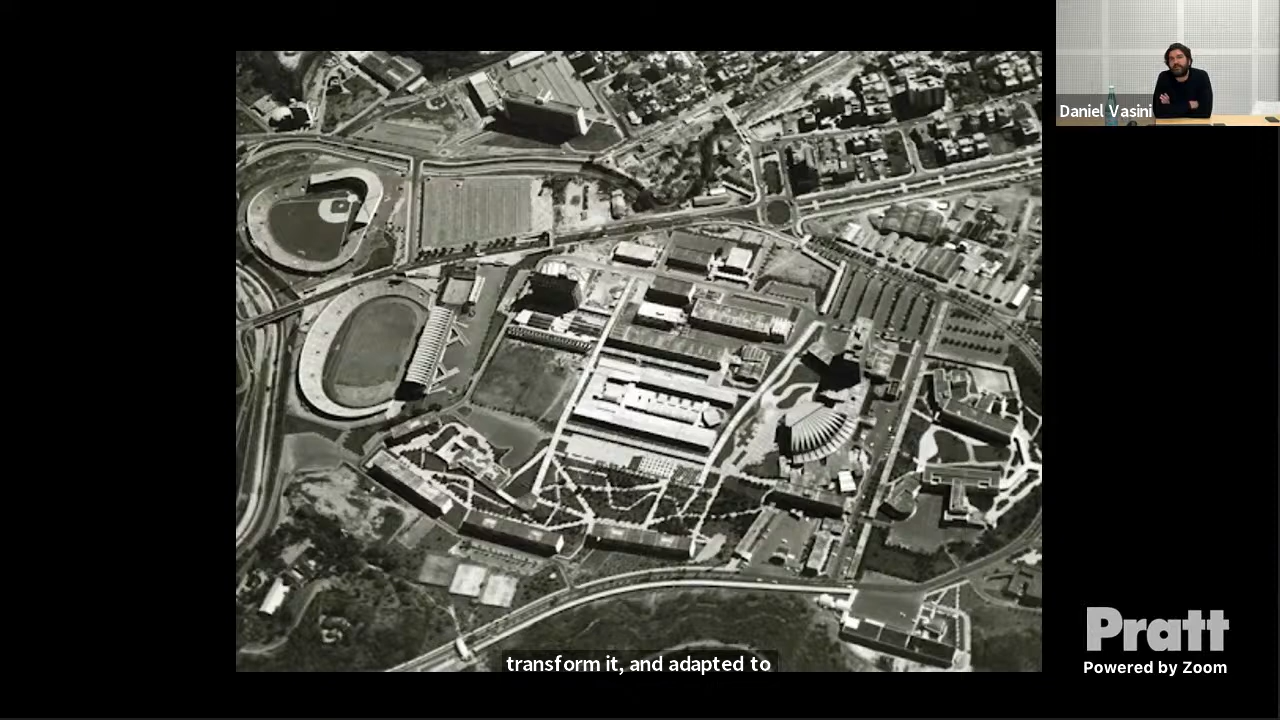 Daniel Vasini
transform it, and adapted to
Pratt
Powered by Zoom